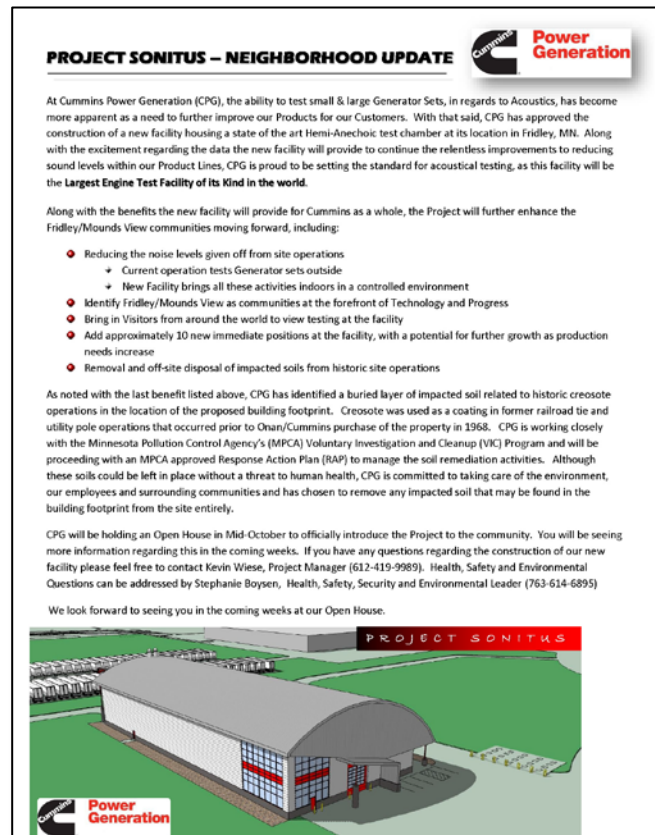 PROJECT SONITUS – NEIGHBORHOOD UPDATE
Cummins
Power
Generation
At Cummins Power Generation (CPG), the ability to test small & large Generator Sets, in regards to Acoustics, has become
more apparent as a need to further improve our Products for our Customers. With that said, CPG has approved the
construction of a new facility housing a state of the art Hemi-Anechoic test chamber at its location in Fridley, MN. Along
with the excitement regarding the data the new facility will provide to continue the relentless improvements to reducing
sound levels within our Product Lines, CPG is proud to be setting the standard for acoustical testing, as this facility will be
the Largest Engine Test Facility of its Kind in the world.
Along with the benefits the new facility will provide for Cummins as a whole, the Project will further enhance the
Fridley/Mounds View communities moving forward, including:
Reducing the noise levels given off from site operations
Current operation tests Generator sets outside
New Facility brings all these activities indoors in a controlled environment
Identify Fridley/Mounds View as communities at the forefront of Technology and Progress
Bring in Visitors from around the world to view testing at the facility
Add approximately 10 new immediate positions at the facility, with a potential for further growth as production
needs increase
Removal and off-site disposal of impacted soils from historic site operations
As noted with the last benefit listed above, CPG has identified a buried layer of impacted soil related to historic creosote
operations in the location of the proposed building footprint. Creosote was used as a coating in former railroad tie and
utility pole operations that occurred prior to Onan/Cummins purchase of the property in 1968. CPG is working closely
with the Minnesota Pollution Control Agency's (MPCA) Voluntary Investigation and Cleanup (VIC) Program and will be
proceeding with an MPCA approved Response Action Plan (RAP) to manage the soil remediation activities. Although
these soils could be left in place without a threat to human health, CPG is committed to taking care of the environment,
our employees and surrounding communities and has chosen to remove any impacted soil that may be found in the
building footprint from the site entirely.
CPG will be holding an Open House in Mid-October to officially introduce the Project to the community. You will be seeing
more information regarding this in the coming weeks. If you have any questions regarding the construction of our new
facility please feel free to contact Kevin Wiese, Project Manager (612-419-9989). Health, Safety and Environmental
Questions can be addressed by Stephanie Boysen, Health, Safety, Security and Environmental Leader (763-614-6895)
We look forward to seeing you in the coming weeks at our Open House.
PROJECT SONITUS
Cummins
Power
Generation